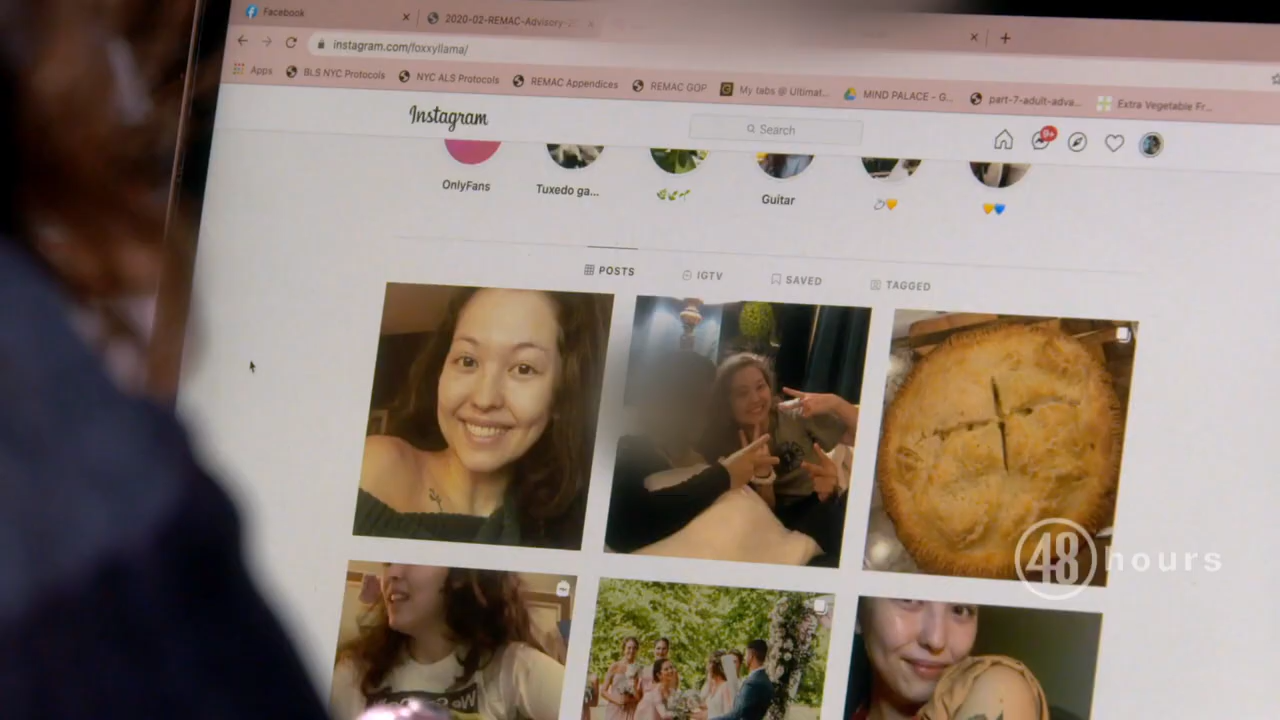 Facebook
2020-02-REMAC-Advisory-2
instagram.com/foxxyllama/
Apps BLS NYC Protocols NYC ALS Protocols REMAC Appendices REMAC GOP My tabs @ Ultimat... MIND PALACE - G... part-7-adult-adva... Extra Vegetable Fr...
Instagram
Search
9+
OnlyFans Tuxedo ga... Guitar
POSTS IGTV SAVED TAGGED
48 hours